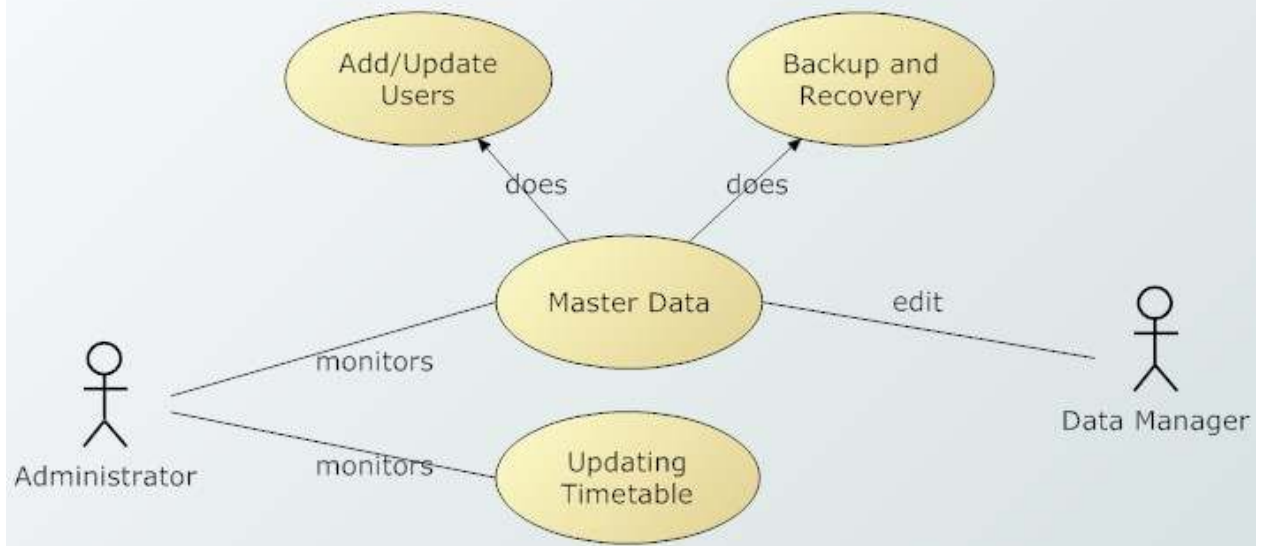 Add/Update
Users
Backup and
Recovery
does
does
Master Data
edit
monitors
Data Manager
monitors
Administrator
Updating
Timetable